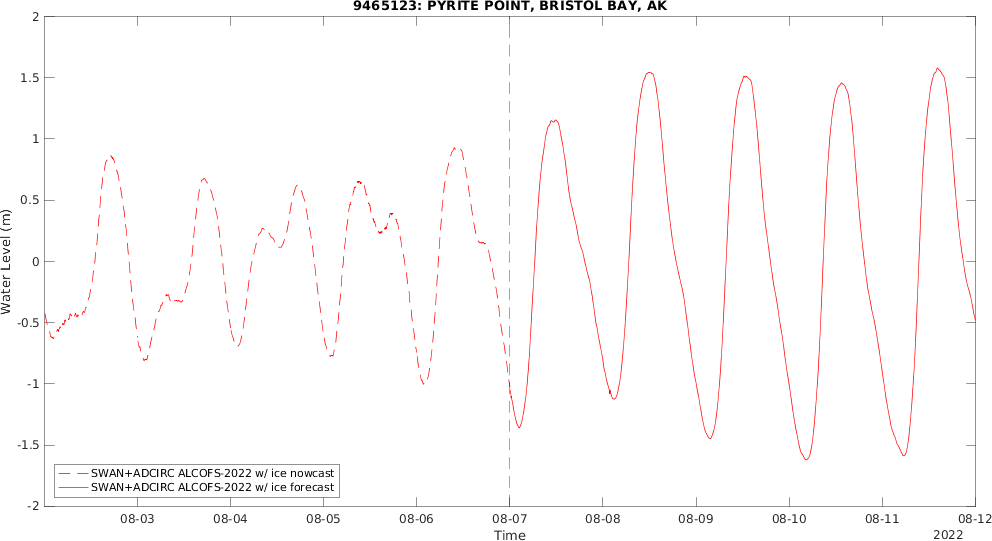 9465123: PYRITE POINT, BRISTOL BAY, AK
Water Level (m)
2
1.5
1
0.5
0
-0.5
-1
-1.5
-2
SWAN+ADCIRC ALCOFS-2022 w/ ice nowcast
SWAN+ADCIRC ALCOFS-2022 w/ ice forecast
08-03 08-04 08-05 08-06 08-07 08-08 08-09 08-10 08-11 08-12
Time
2022